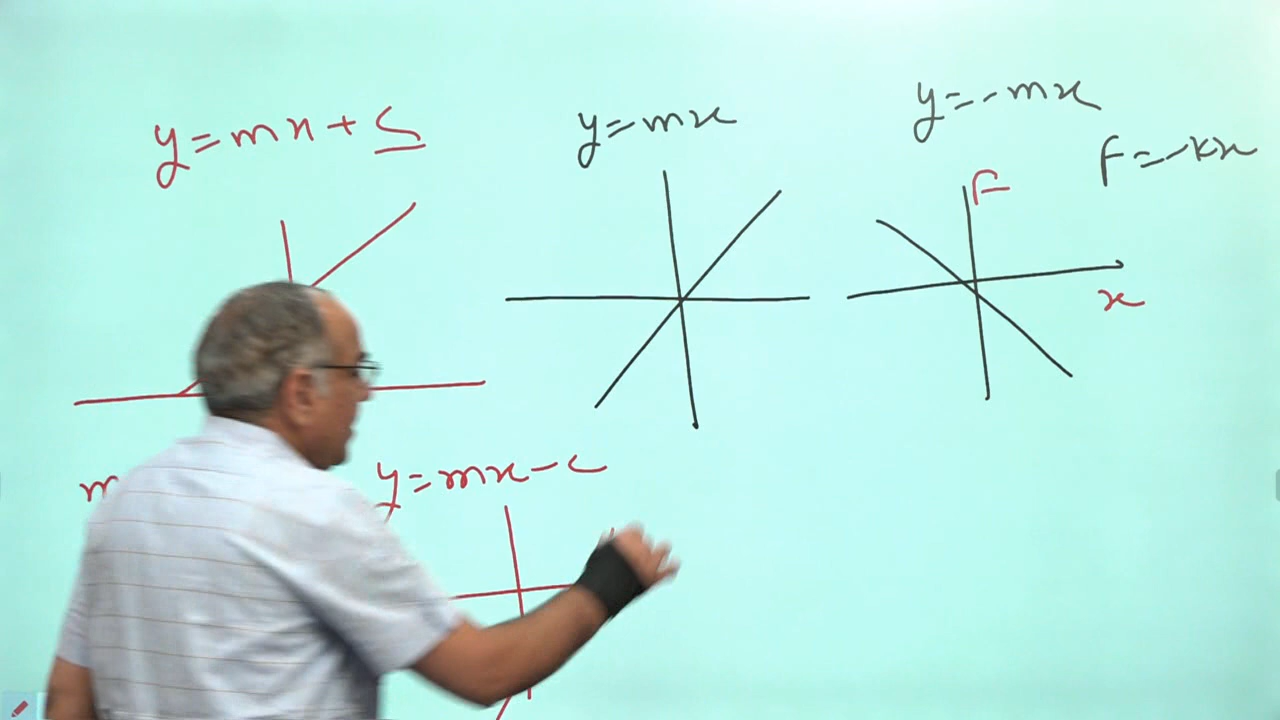 y = mx + c
y = mx
y = -mx
F = -kx
F
x
m
y = mx - c